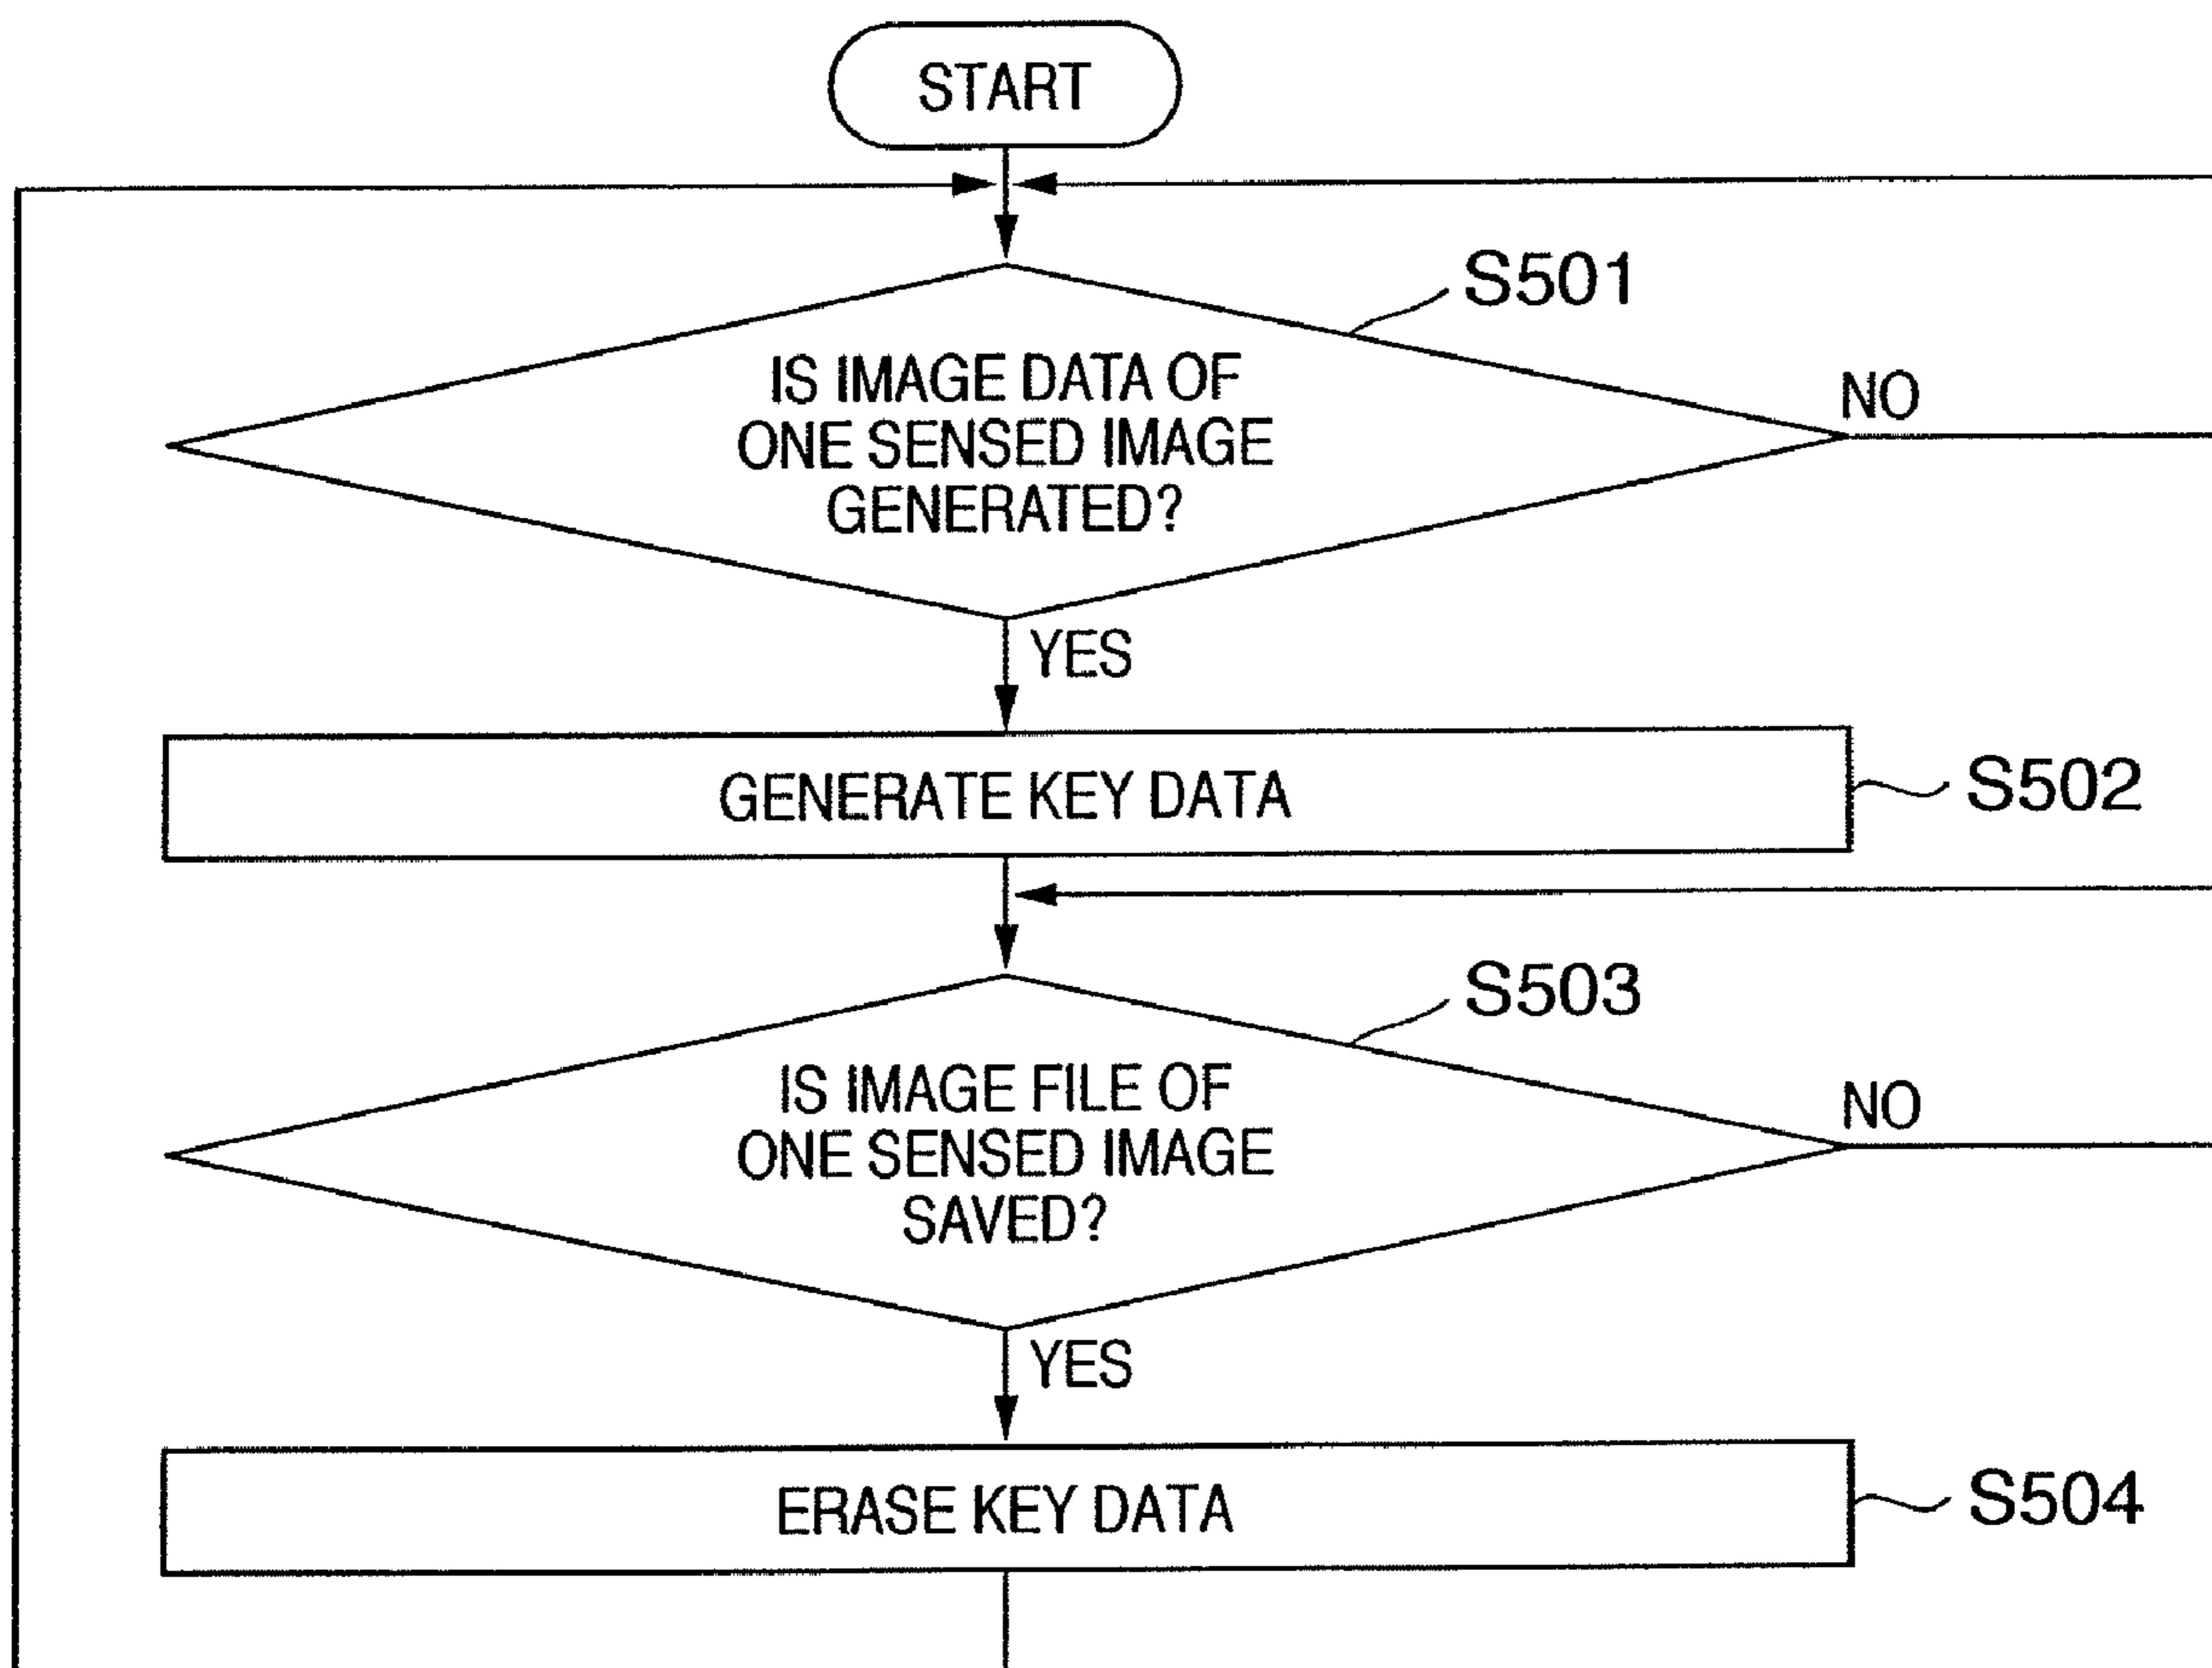 START
S501
IS IMAGE DATA OF
ONE SENSED IMAGE
GENERATED?
NO
YES
GENERATE KEY DATA
S502
S503
IS IMAGE FILE OF
ONE SENSED IMAGE
SAVED?
NO
YES
ERASE KEY DATA
S504